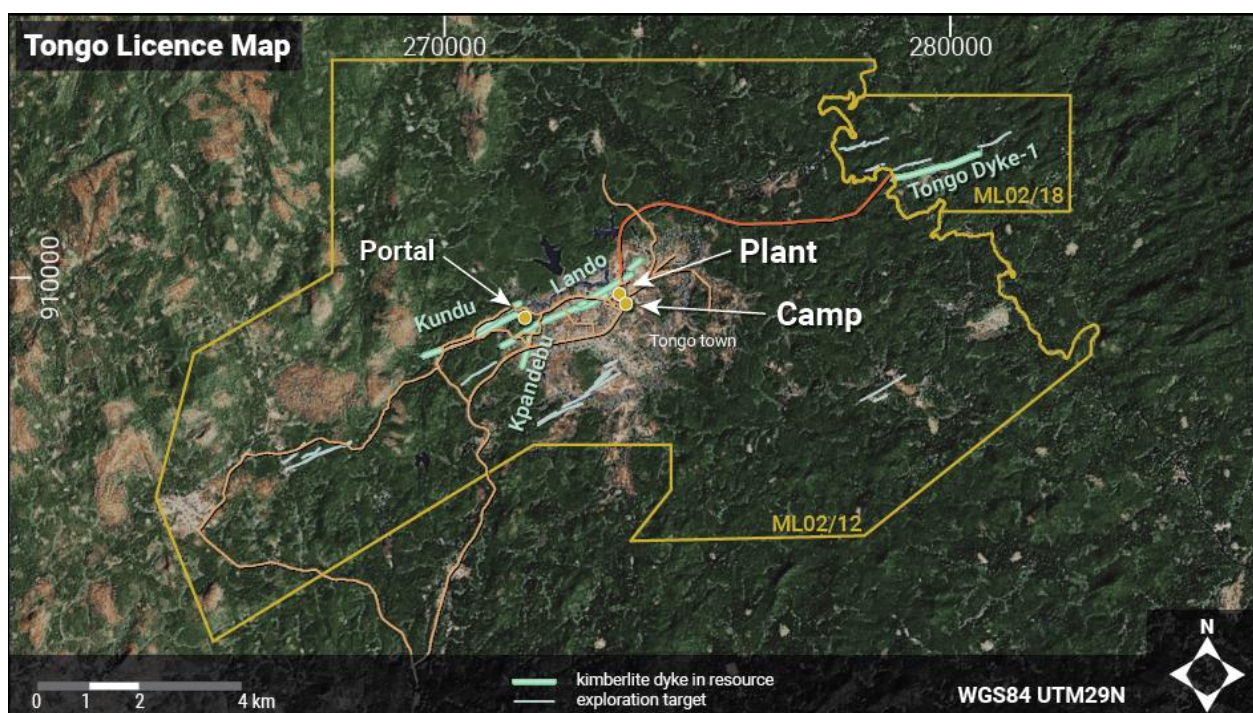 Tongo Licence Map
270000
280000
910000
Tongo Dyke-1
ML02/18
Portal
Plant
Lando
Kundu
Camp
Tongo town
Kpandebu
ML02/12
N
kimberlite dyke in resource
exploration target
0 1 2 4 km
WGS84 UTM29N